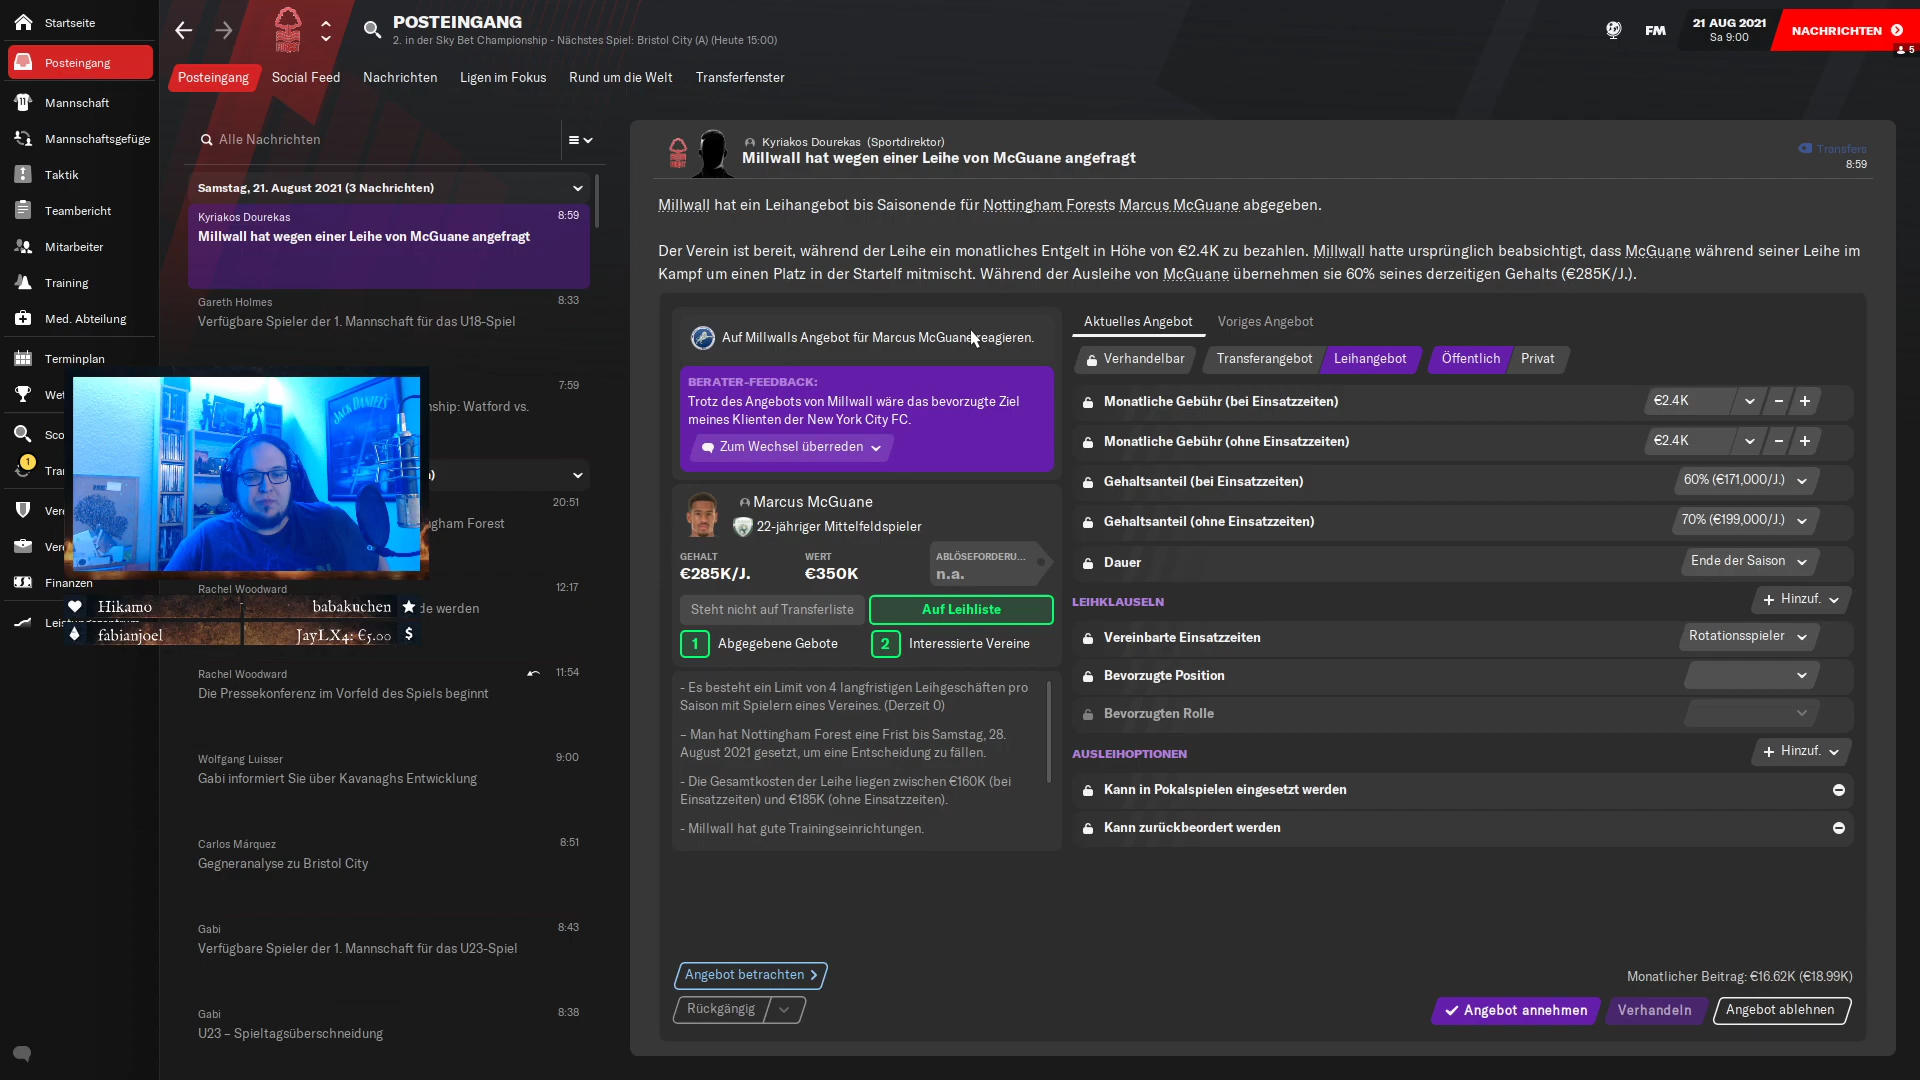 Startseite
Posteingang
Mannschaft
Mannschaftsgefüge
Taktik
Teambericht
Mitarbeiter
Training
Med. Abteilung
Terminplan
Finanzen
POSTEINGANG
2. in der Sky Bet Championship - Nächstes Spiel: Bristol City (A) (Heute 15:00)
FM
21 AUG 2021
Sa 9:00
NACHRICHTEN
5
Posteingang
Social Feed
Nachrichten
Ligen im Fokus
Rund um die Welt
Transferfenster
Alle Nachrichten
Samstag, 21. August 2021 (3 Nachrichten)
Kyriakos Dourekas 8:59
Millwall hat wegen einer Leihe von McGuane angefragt
Gareth Holmes 8:33
Verfügbare Spieler der 1. Mannschaft für das U18-Spiel
7:59
nship: Watford vs.
20:51
ngham Forest
Rachel Woodward 12:17
de werden
Rachel Woodward 11:54
Die Pressekonferenz im Vorfeld des Spiels beginnt
Wolfgang Luisser 9:00
Gabi informiert Sie über Kavanaghs Entwicklung
Carlos Márquez 8:51
Gegneranalyse zu Bristol City
Gabi 8:43
Verfügbare Spieler der 1. Mannschaft für das U23-Spiel
Gabi 8:38
U23 – Spieltagsüberschneidung
1
JACK DANIEL'S
Hikamo
babakuchen
fabianjoel
JayLX4: €5.00
Kyriakos Dourekas (Sportdirektor)
Millwall hat wegen einer Leihe von McGuane angefragt
Transfers
8:59
Millwall hat ein Leihangebot bis Saisonende für Nottingham Forests Marcus McGuane abgegeben.
Der Verein ist bereit, während der Leihe ein monatliches Entgelt in Höhe von €2.4K zu bezahlen. Millwall hatte ursprünglich beabsichtigt, dass McGuane während seiner Leihe im
Kampf um einen Platz in der Startelf mitmischt. Während der Ausleihe von McGuane übernehmen sie 60% seines derzeitigen Gehalts (€285K/J.).
Auf Millwalls Angebot für Marcus McGuane reagieren.
BERATER-FEEDBACK:
Trotz des Angebots von Millwall wäre das bevorzugte Ziel
meines Klienten der New York City FC.
Zum Wechsel überreden
Marcus McGuane
22-jähriger Mittelfeldspieler
GEHALT
€285K/J.
WERT
€350K
ABLÖSEFORDERU...
n.a.
Steht nicht auf Transferliste
Auf Leihliste
1 Abgegebene Gebote
2 Interessierte Vereine
- Es besteht ein Limit von 4 langfristigen Leihgeschäften pro
Saison mit Spielern eines Vereines. (Derzeit 0)
– Man hat Nottingham Forest eine Frist bis Samstag, 28.
August 2021 gesetzt, um eine Entscheidung zu fällen.
- Die Gesamtkosten der Leihe liegen zwischen €160K (bei
Einsatzzeiten) und €185K (ohne Einsatzzeiten).
- Millwall hat gute Trainingseinrichtungen.
Aktuelles Angebot
Voriges Angebot
Verhandelbar
Transferangebot
Leihangebot
Öffentlich
Privat
Monatliche Gebühr (bei Einsatzzeiten) €2.4K
Monatliche Gebühr (ohne Einsatzzeiten) €2.4K
Gehaltsanteil (bei Einsatzzeiten) 60% (€171,000/J.)
Gehaltsanteil (ohne Einsatzzeiten) 70% (€199,000/J.)
Dauer Ende der Saison
LEIHKLAUSELN + Hinzuf.
Vereinbarte Einsatzzeiten Rotationsspieler
Bevorzugte Position
Bevorzugten Rolle
AUSLEIHOPTIONEN + Hinzuf.
Kann in Pokalspielen eingesetzt werden
Kann zurückbeordert werden
Angebot betrachten
Rückgängig
Monatlicher Beitrag: €16.62K (€18.99K)
Angebot annehmen
Verhandeln
Angebot ablehnen